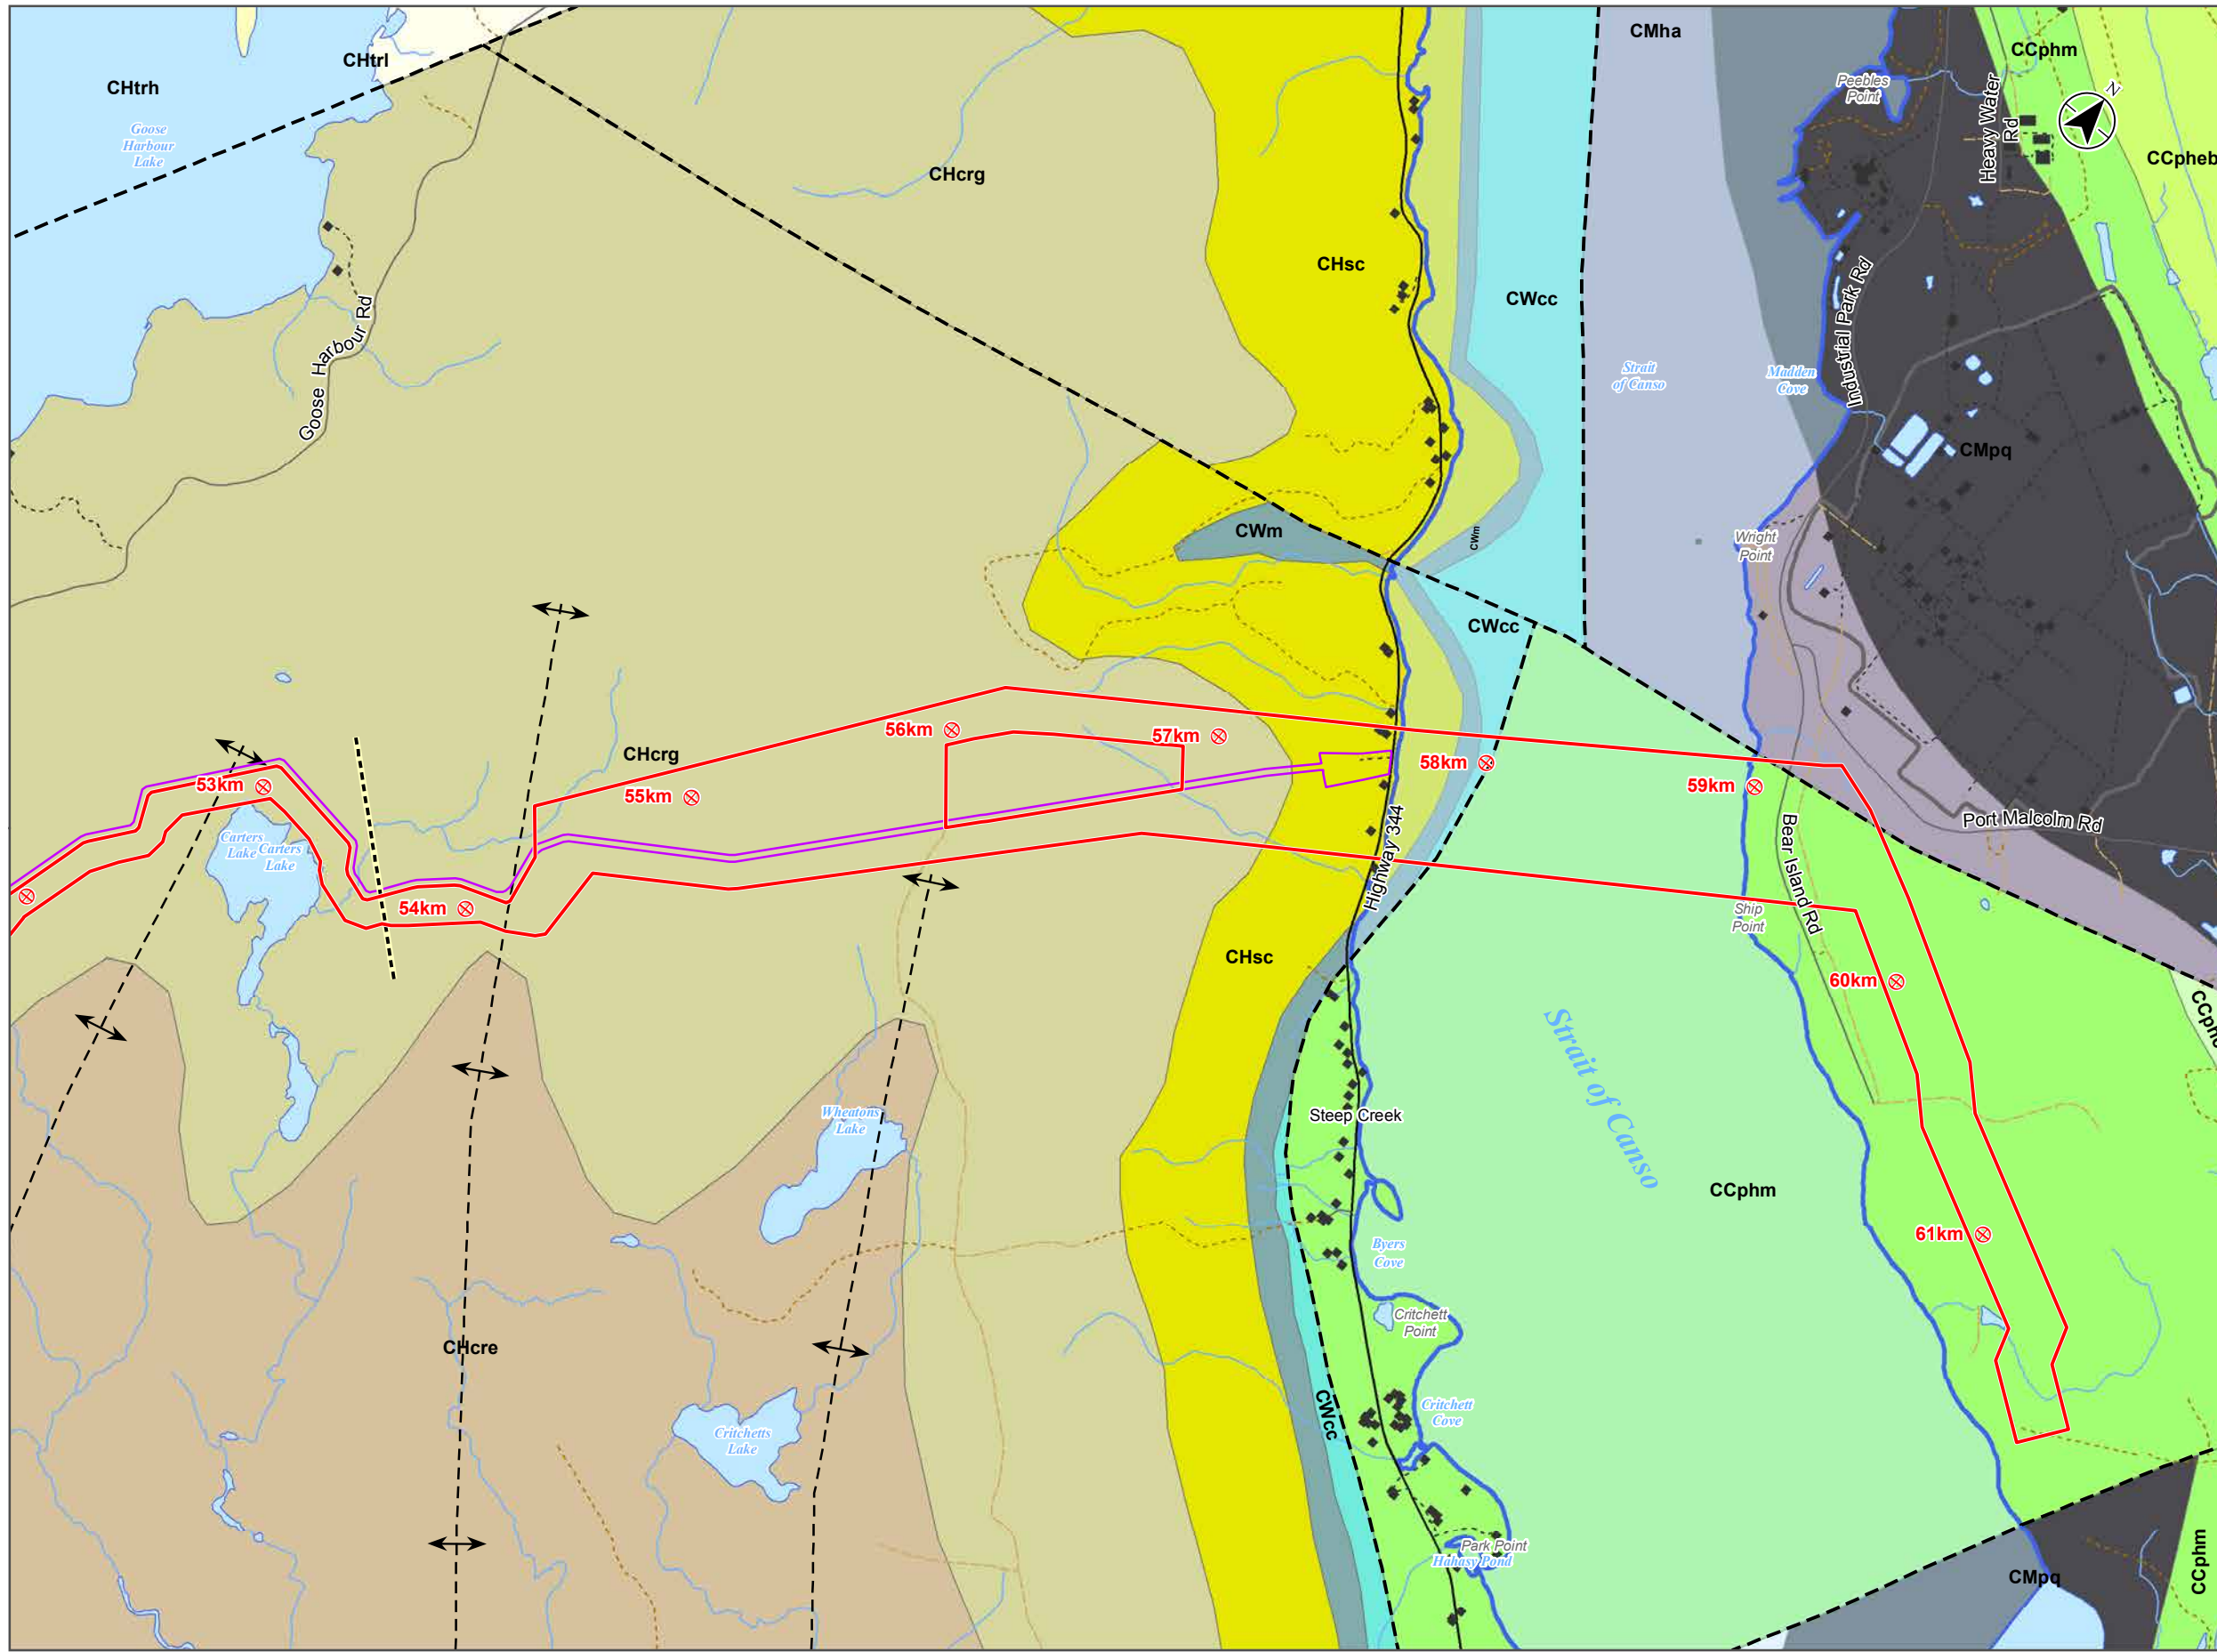 CMha
CCphm
CHtrl
CHtrh
Peebles
Point
Heavy Water
Rd
N
Goose
Harbour
Lake
CCpheb
CHcrg
CHsc
CWcc
Goose Harbour Rd
Industrial Park Rd
Strait
of Canso
Madden
Cove
CMpq
CWm
CWm
Wright
Point
CWcc
56km
57km
CHcrg
58km
53km
55km
59km
Carters
Lake
Carters
Lake
Highway 344
Bear Island Rd
Port Malcolm Rd
54km
Ship
Point
CHsc
60km
Strait of Canso
Wheatons
Lake
Steep Creek
CCphm
61km
Byers
Cove
Critchett
Point
CHcre
CWcc
Critchett
Cove
Critchetts
Lake
Park Point
Hahasy Pond
CMpq
CCphm